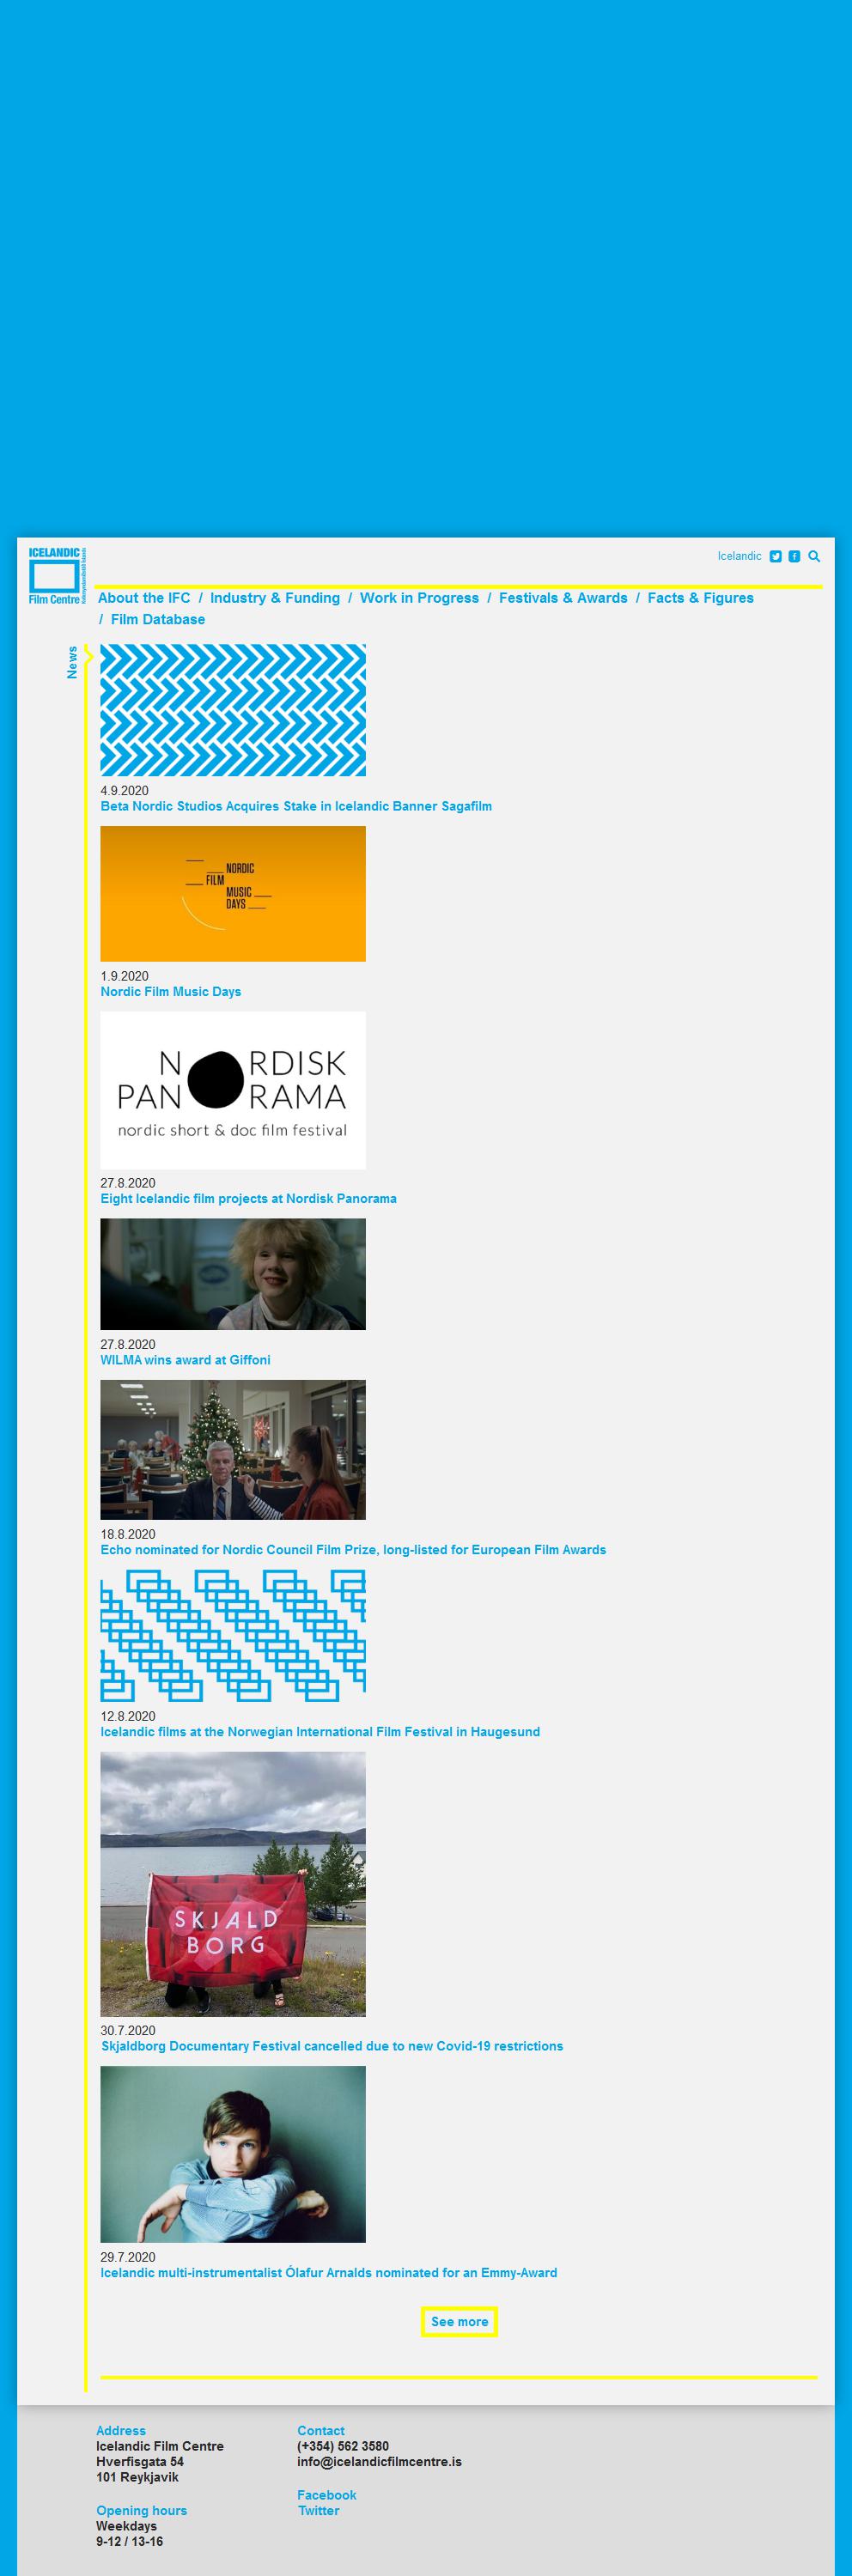 ICELANDIC
Film Centre
Icelandic
About the IFC / Industry & Funding / Work in Progress / Festivals & Awards / Facts & Figures
/ Film Database
News
4.9.2020
Beta Nordic Studios Acquires Stake in Icelandic Banner Sagafilm
NORDIC
FILM
MUSIC
DAYS
1.9.2020
Nordic Film Music Days
NORDISK
PANORAMA
nordic short & doc film festival
27.8.2020
Eight Icelandic film projects at Nordisk Panorama
27.8.2020
WILMA wins award at Giffoni
18.8.2020
Echo nominated for Nordic Council Film Prize, long-listed for European Film Awards
12.8.2020
Icelandic films at the Norwegian International Film Festival in Haugesund
SKJALD
BORG
30.7.2020
Skjaldborg Documentary Festival cancelled due to new Covid-19 restrictions
29.7.2020
Icelandic multi-instrumentalist Ólafur Arnalds nominated for an Emmy-Award
See more
Address
Icelandic Film Centre
Hverfisgata 54
101 Reykjavik
Opening hours
Weekdays
9-12 / 13-16
Contact
(+354) 562 3580
info@icelandicfilmcentre.is
Facebook
Twitter